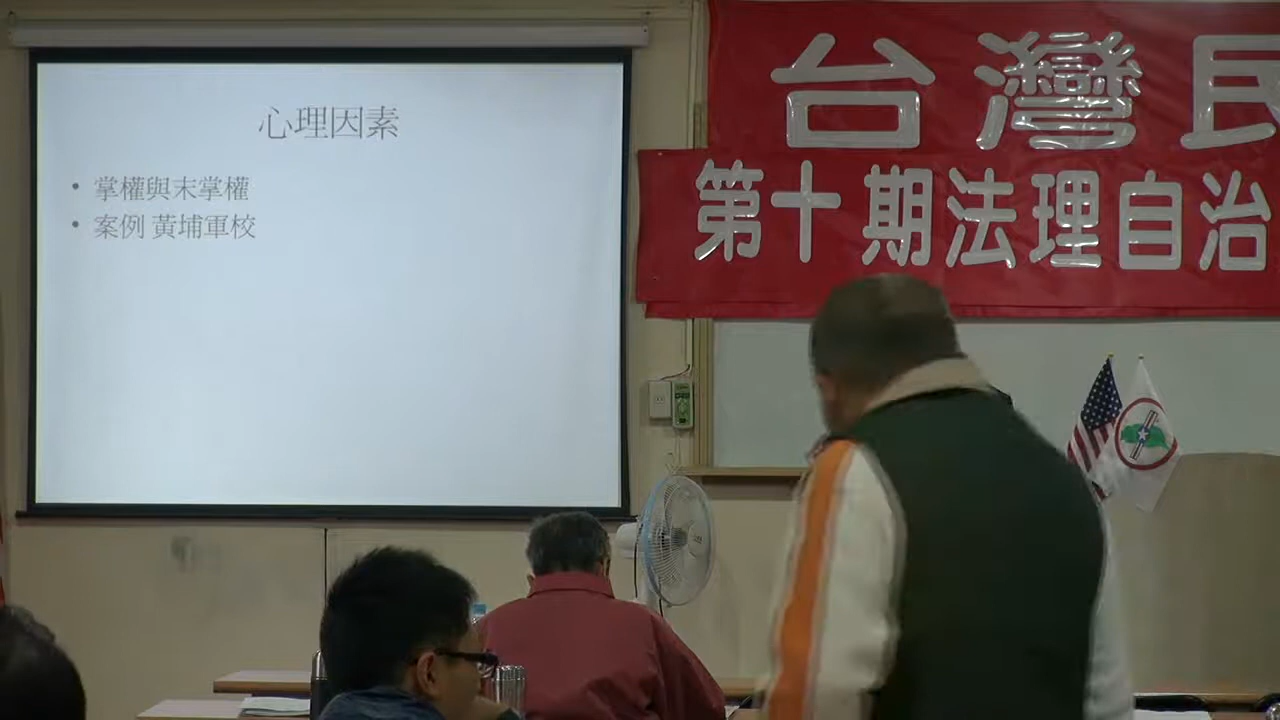 心理因素
• 掌權與末掌權
• 案例 黃埔軍校
台灣民
第十期法理自治